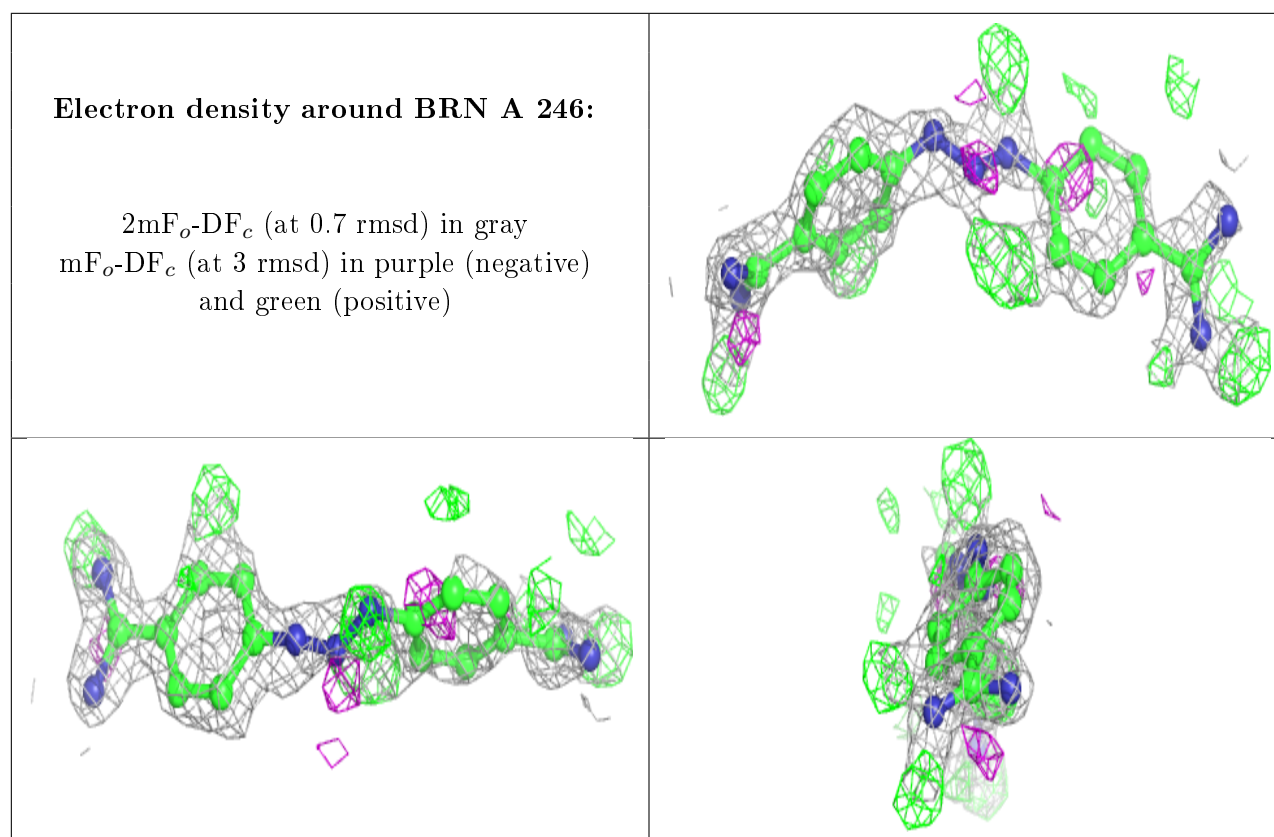 Electron density around BRN A 246:
2mFo-DFc (at 0.7 rmsd) in gray
mFo-DFc (at 3 rmsd) in purple (negative)
and green (positive)